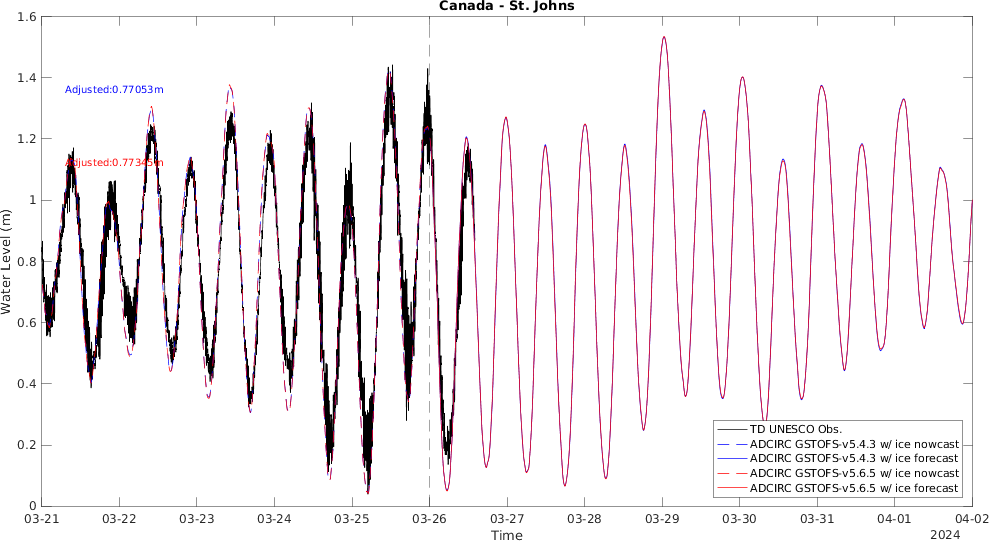 Canada - St. Johns
1.6
1.4
1.2
1
0.8
0.6
0.4
0.2
0
Water Level (m)
Adjusted:0.77053m
Adjusted:0.77345m
TD UNESCO Obs.
ADCIRC GSTOFS-v5.4.3 w/ ice nowcast
ADCIRC GSTOFS-v5.4.3 w/ ice forecast
ADCIRC GSTOFS-v5.6.5 w/ ice nowcast
ADCIRC GSTOFS-v5.6.5 w/ ice forecast
03-21 03-22 03-23 03-24 03-25 03-26 03-27 03-28 03-29 03-30 03-31 04-01 04-02
Time
2024